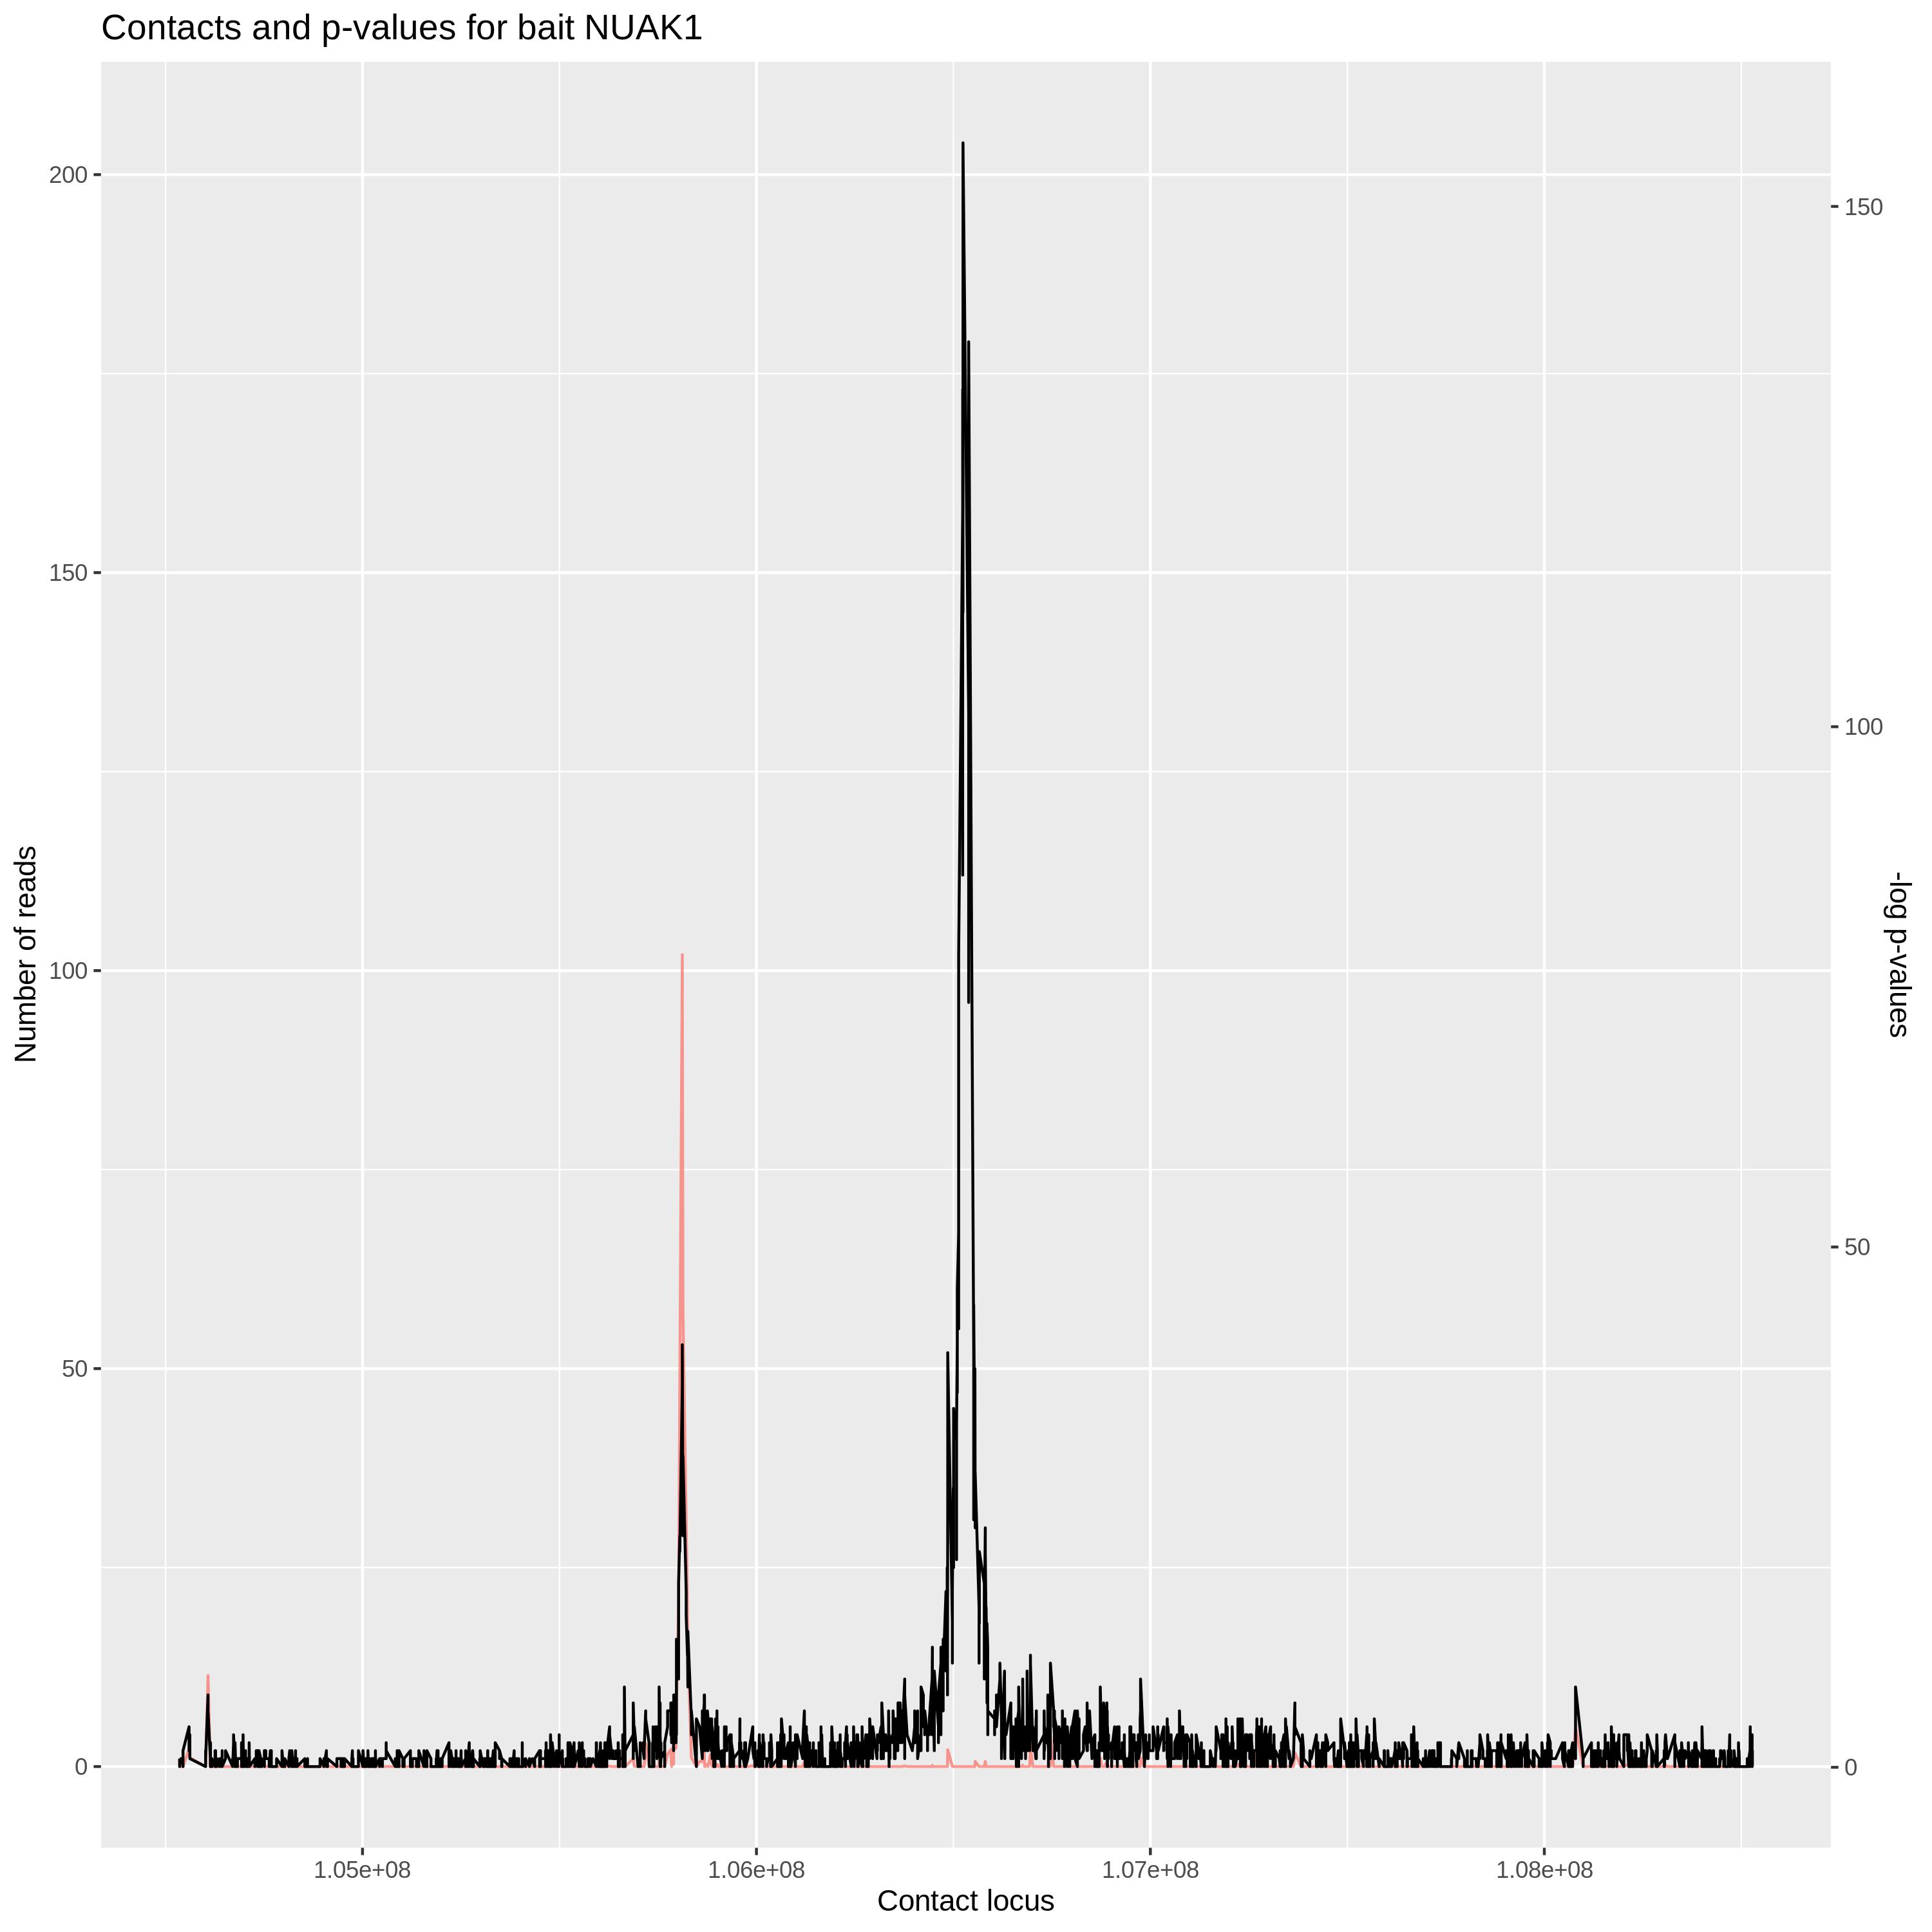 Contacts and p-values for bait NUAK1
200
150
100
50
0
Number of reads
150
100
50
0
-log p-values
1.05e+08 1.06e+08 1.07e+08 1.08e+08
Contact locus